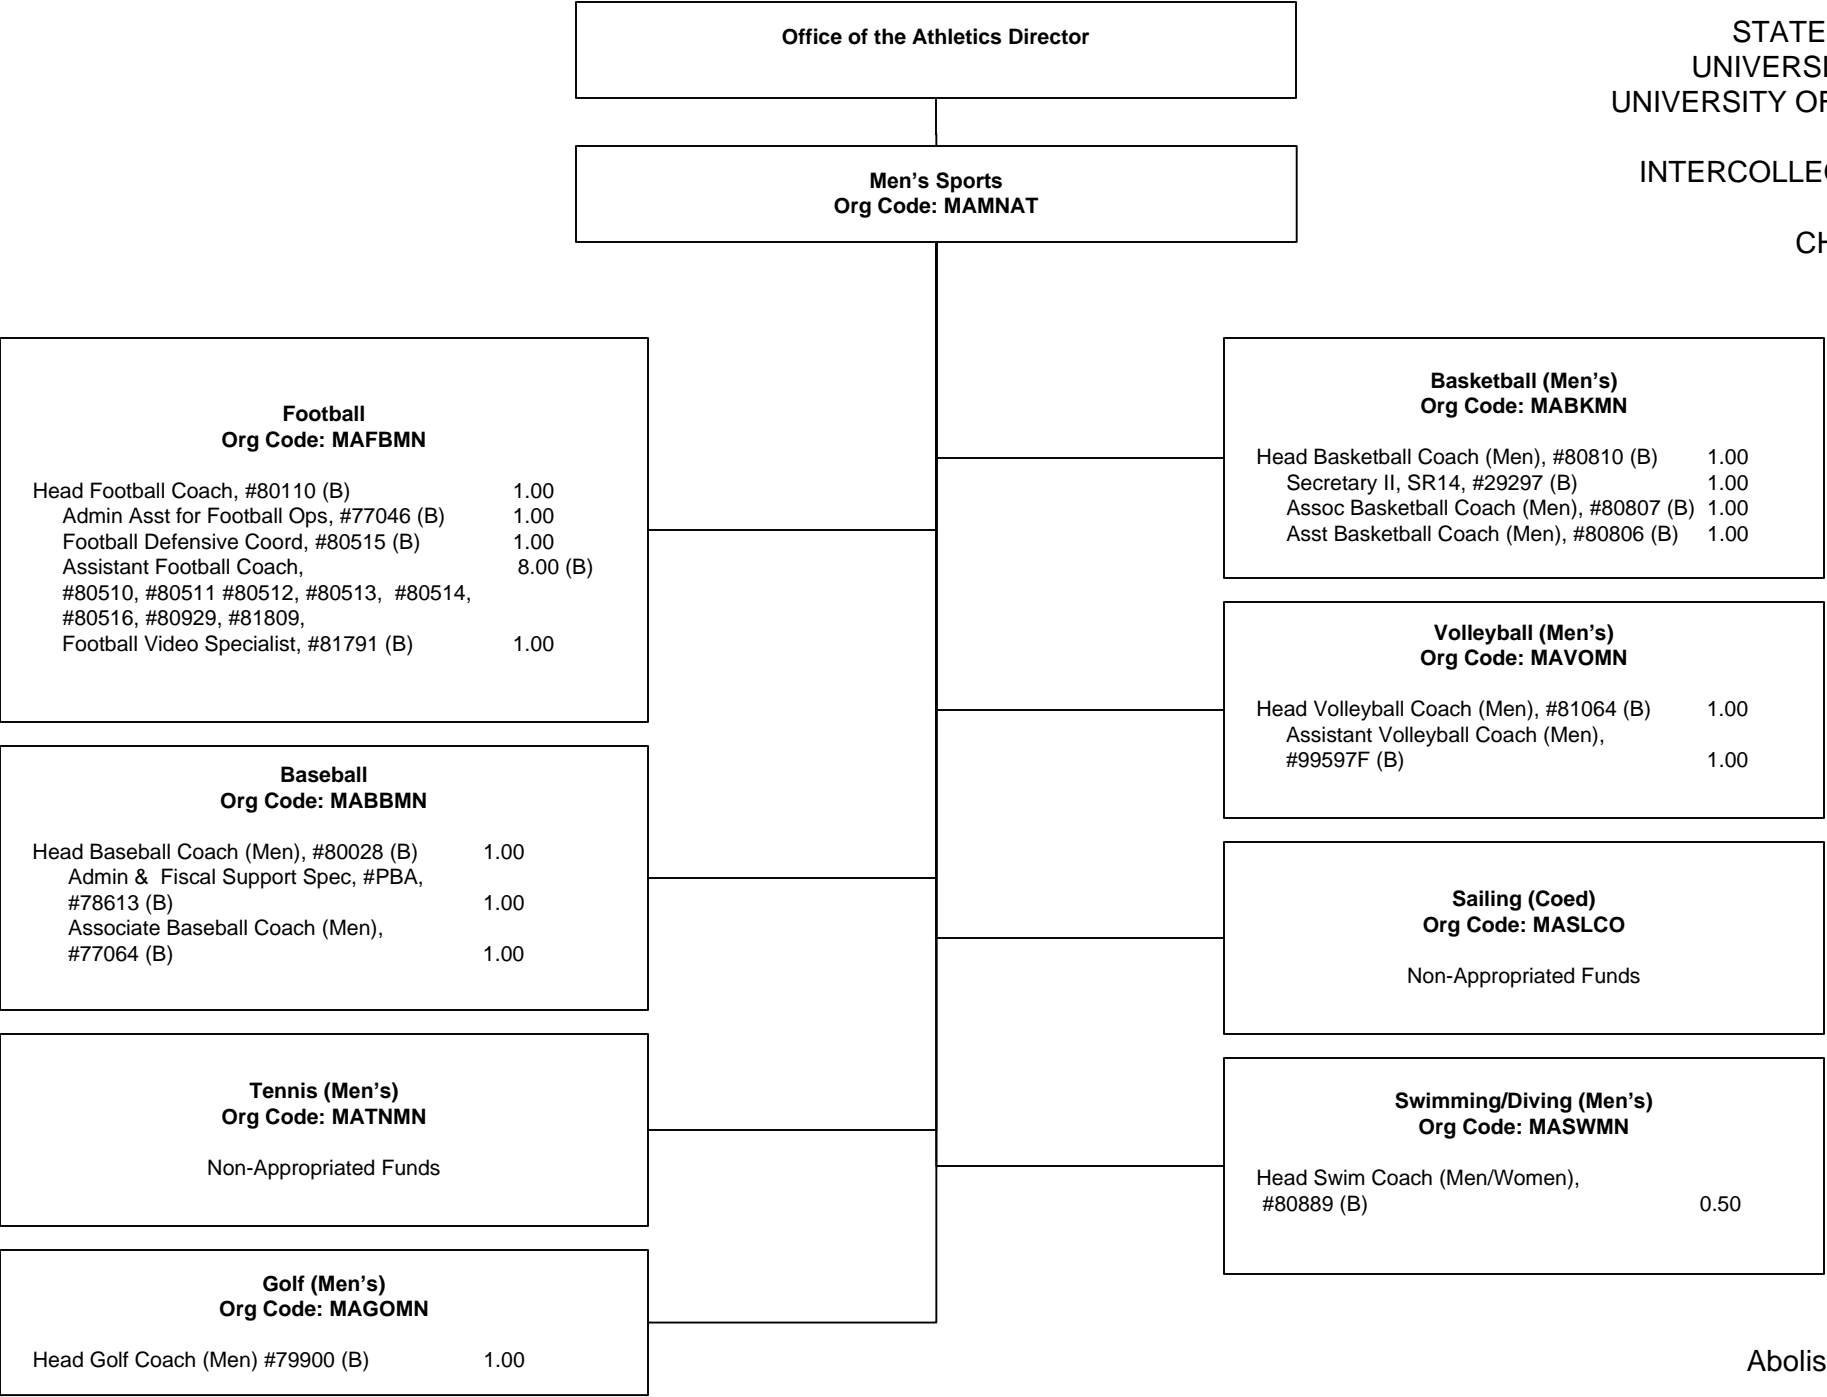 Office of the Athletics Director
STATE
UNIVERSI
UNIVERSITY OF
INTERCOLLEG
CH
Men's Sports
Org Code: MAMNAT
Football
Org Code: MAFBMN
Head Football Coach, #80110 (B) 1.00
Admin Asst for Football Ops, #77046 (B) 1.00
Football Defensive Coord, #80515 (B) 1.00
Assistant Football Coach, 8.00 (B)
#80510, #80511 #80512, #80513, #80514,
#80516, #80929, #81809,
Football Video Specialist, #81791 (B) 1.00
Baseball
Org Code: MABBMN
Head Baseball Coach (Men), #80028 (B) 1.00
Admin & Fiscal Support Spec, #PBA,
#78613 (B) 1.00
Associate Baseball Coach (Men),
#77064 (B) 1.00
Tennis (Men's)
Org Code: MATNMN
Non-Appropriated Funds
Golf (Men's)
Org Code: MAGOMN
Head Golf Coach (Men) #79900 (B) 1.00
Basketball (Men's)
Org Code: MABKMN
Head Basketball Coach (Men), #80810 (B) 1.00
Secretary II, SR14, #29297 (B) 1.00
Assoc Basketball Coach (Men), #80807 (B) 1.00
Asst Basketball Coach (Men), #80806 (B) 1.00
Volleyball (Men's)
Org Code: MAVOMN
Head Volleyball Coach (Men), #81064 (B) 1.00
Assistant Volleyball Coach (Men),
#99597F (B) 1.00
Sailing (Coed)
Org Code: MASLCO
Non-Appropriated Funds
Swimming/Diving (Men's)
Org Code: MASWMN
Head Swim Coach (Men/Women),
#80889 (B) 0.50
Abolis